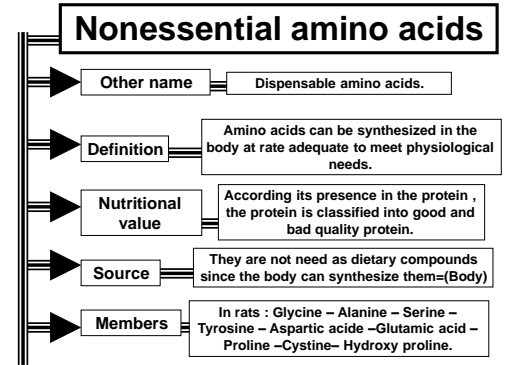 Nonessential amino acids
Other name
Dispensable amino acids.
Definition
Amino acids can be synthesized in the
body at rate adequate to meet physiological
needs.
Nutritional
value
According its presence in the protein ,
the protein is classified into good and
bad quality protein.
Source
They are not need as dietary compounds
since the body can synthesize them=(Body)
Members
In rats : Glycine – Alanine – Serine –
Tyrosine – Aspartic acide –Glutamic acid –
Proline –Cystine– Hydroxy proline.